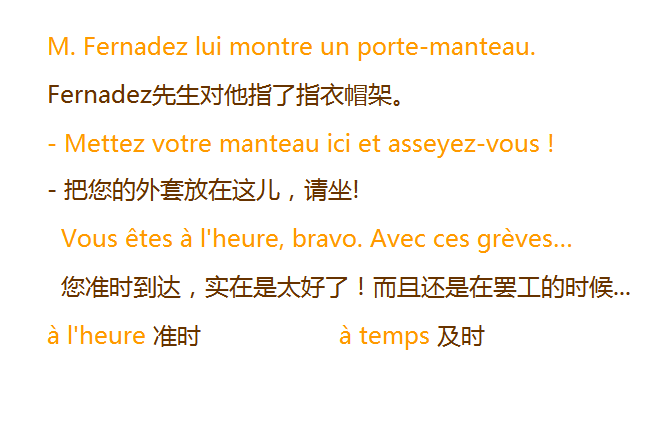 M. Fernadez lui montre un porte-manteau.
Fernadez先生对他指了指衣帽架。
- Mettez votre manteau ici et asseyez-vous !
- 把您的外套放在这儿，请坐!
Vous êtes à l'heure, bravo. Avec ces grèves...
您准时到达，实在是太好了！而且还是在罢工的时候...
à l'heure 准时 à temps 及时